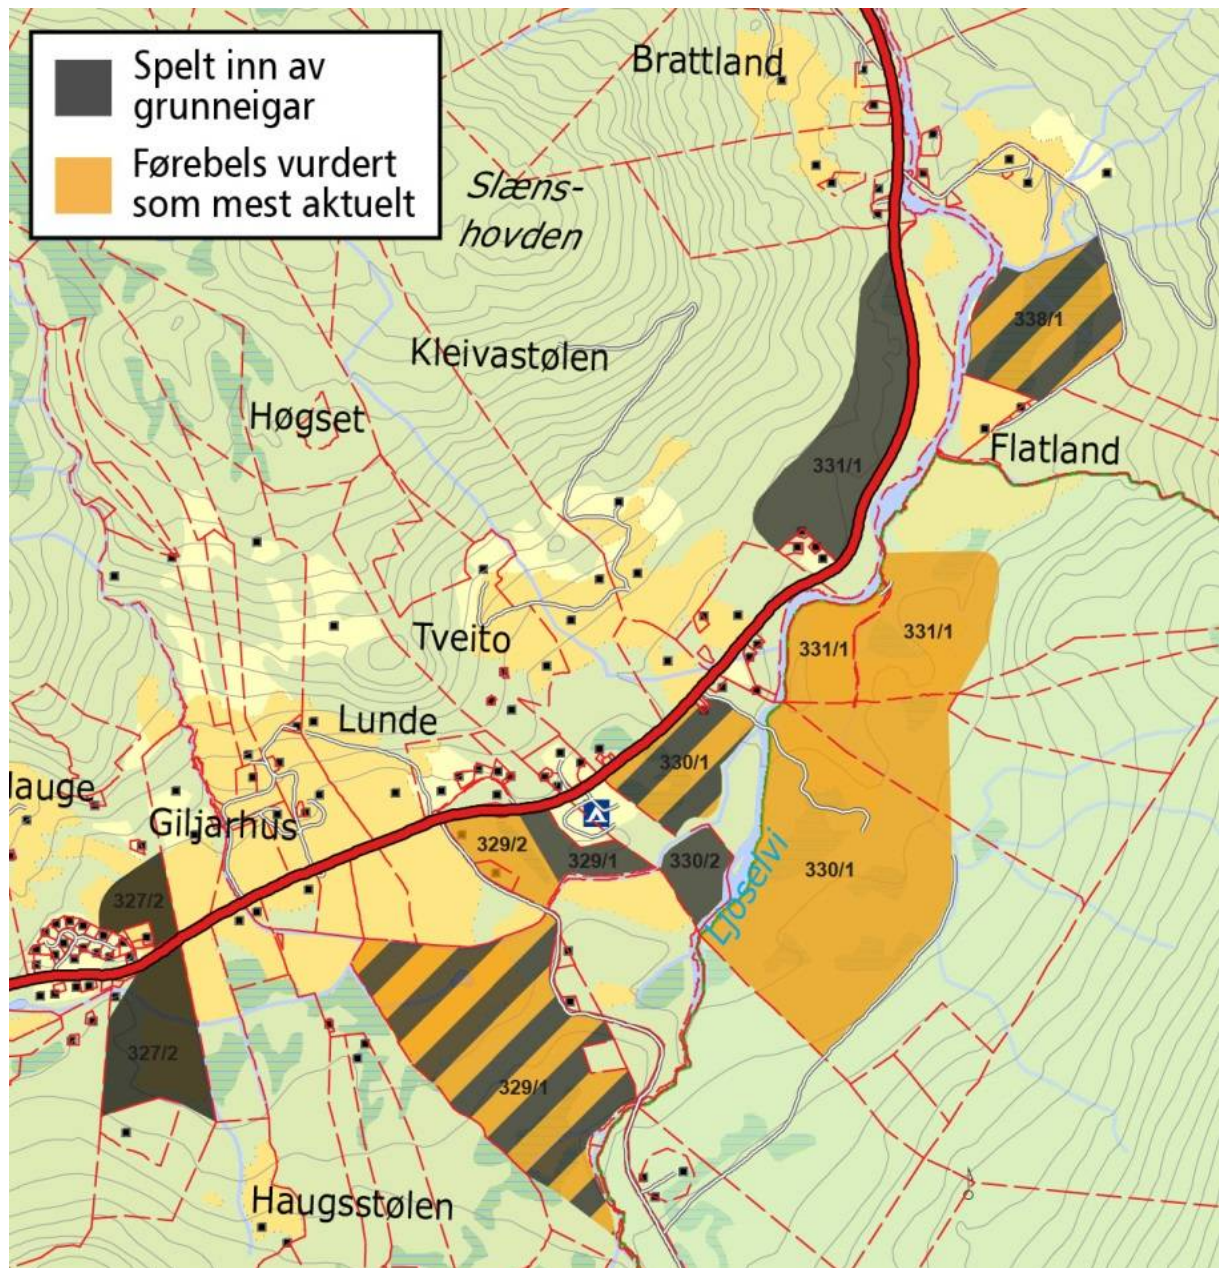 Spelt inn av
grunneigar
Førebels vurdert
som mest aktuelt
Brattland
Slæns-
hovden
338/1
Kleivastølen
Høgset
Flatland
331/1
Tveito
331/1
331/1
Lunde
330/1
lauge
Giljarhus
329/2
329/1
330/2
330/1
327/2
Ljoselvi
327/2
329/1
Haugsstølen